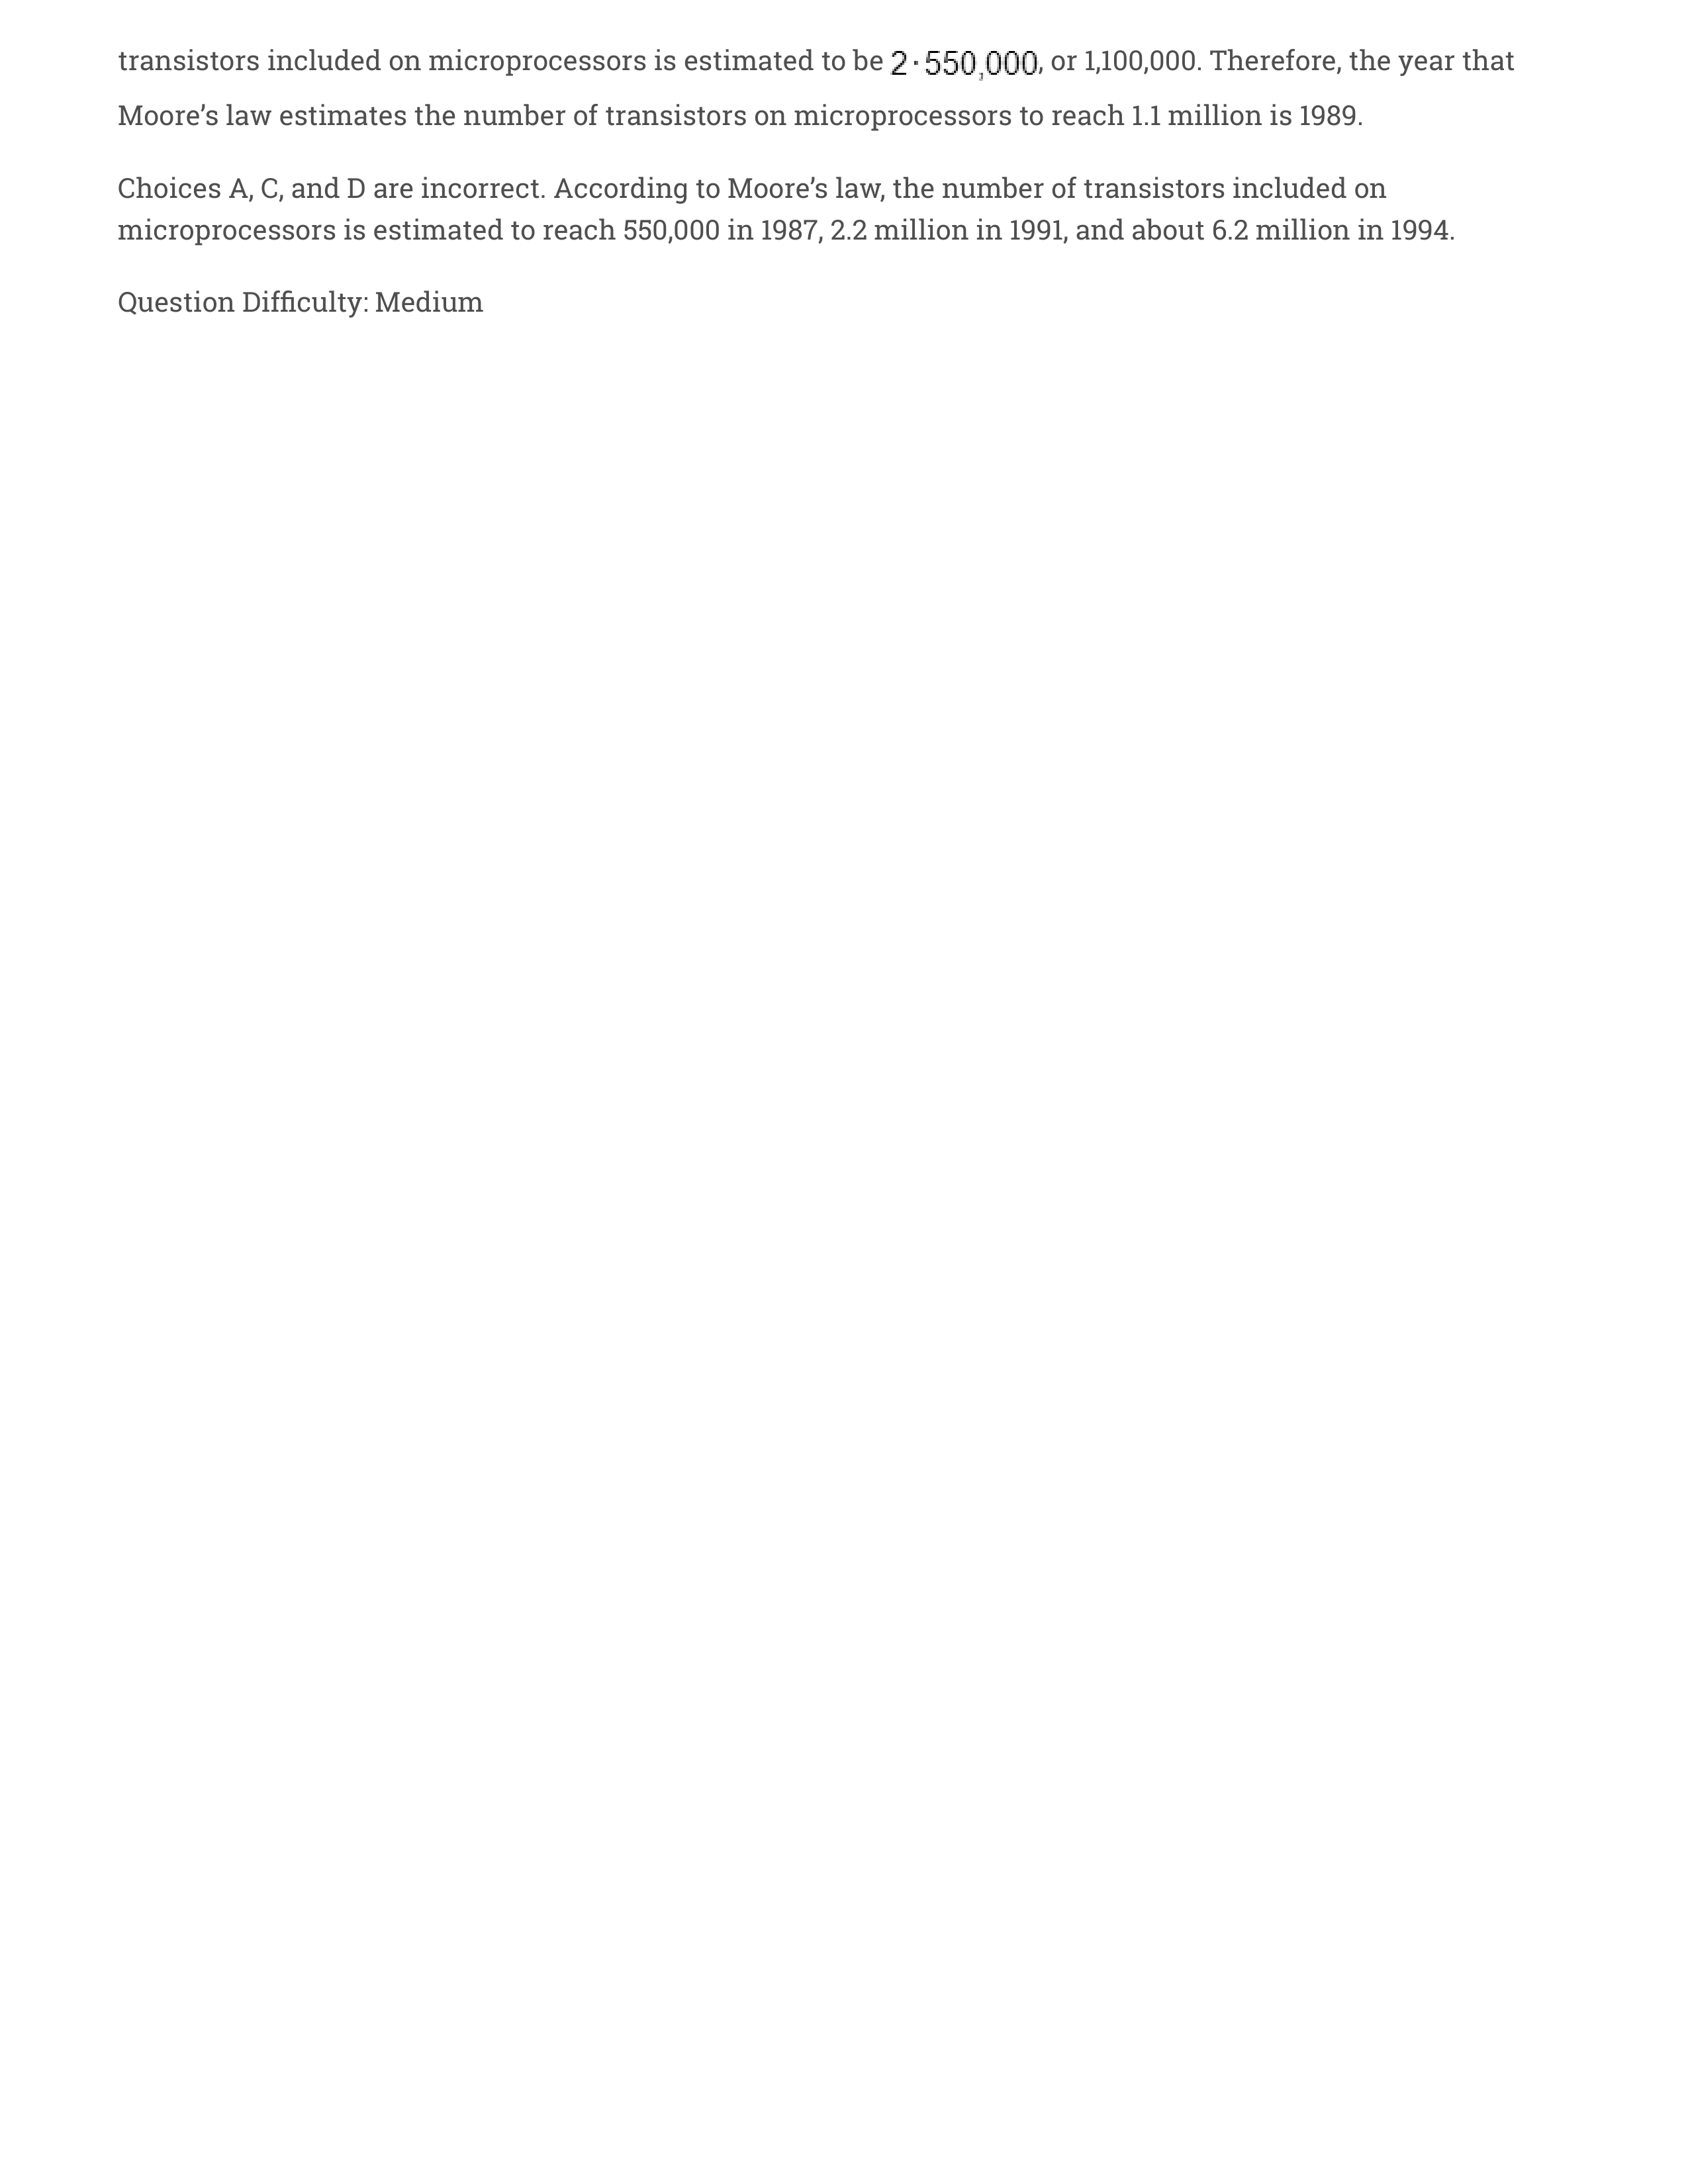 transistors included on microprocessors is estimated to be 2·550,000, or 1,100,000. Therefore, the year that
Moore’s law estimates the number of transistors on microprocessors to reach 1.1 million is 1989.
Choices A, C, and D are incorrect. According to Moore’s law, the number of transistors included on
microprocessors is estimated to reach 550,000 in 1987, 2.2 million in 1991, and about 6.2 million in 1994.
Question Difficulty: Medium